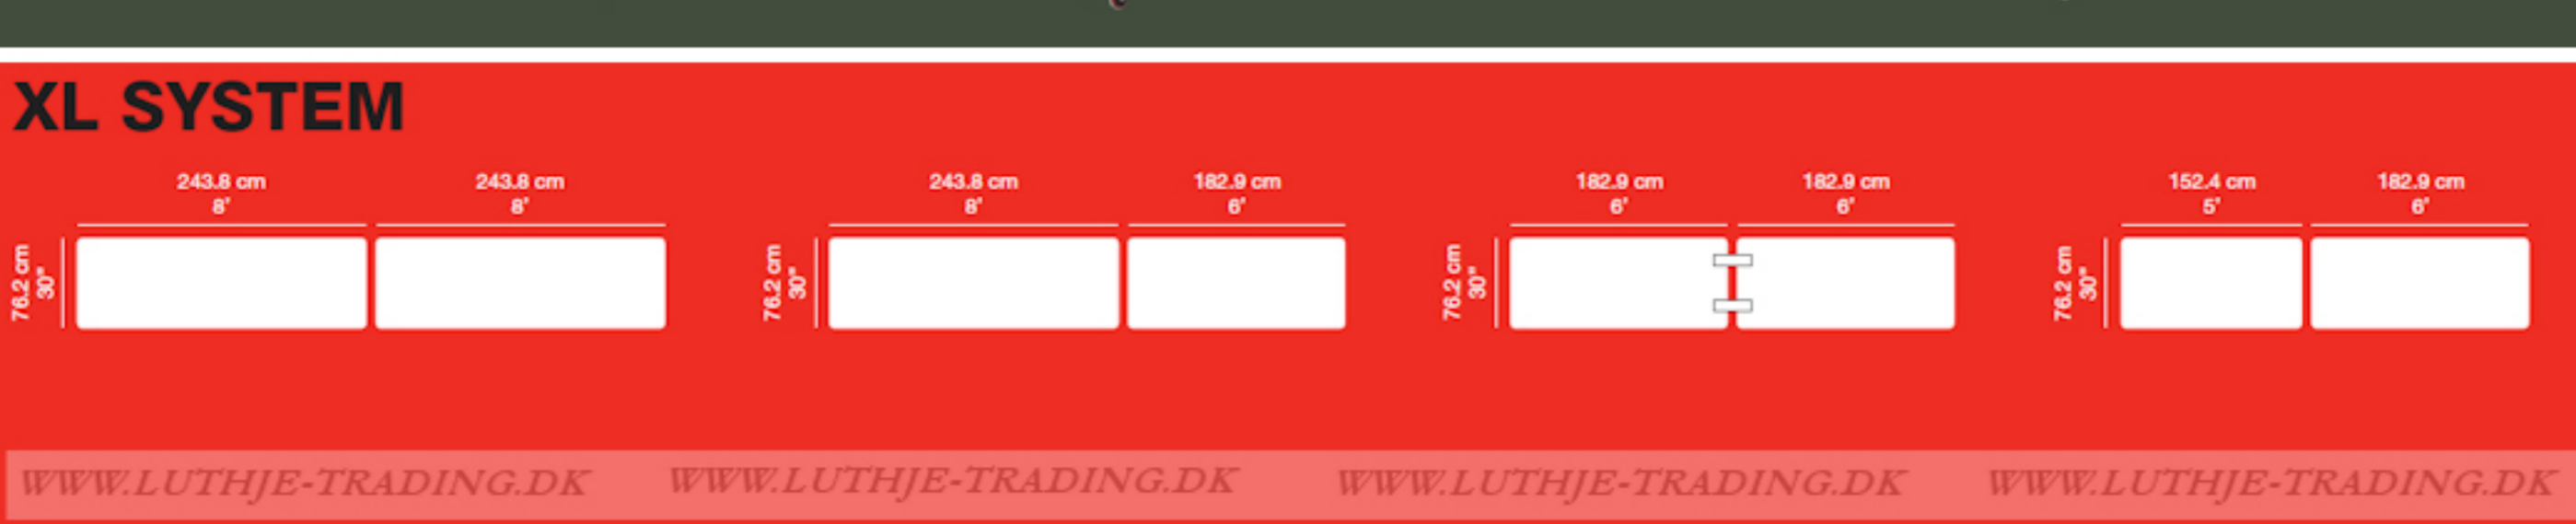 XL SYSTEM
243.8 cm
8'
243.8 cm
8'
76.2 cm
30"
243.8 cm
8'
182.9 cm
6'
76.2 cm
30"
182.9 cm
6'
182.9 cm
6'
76.2 cm
30"
152.4 cm
5'
182.9 cm
6'
76.2 cm
30"
WWW.LUTHJE-TRADING.DK WWW.LUTHJE-TRADING.DK WWW.LUTHJE-TRADING.DK WWW.LUTHJE-TRADING.DK